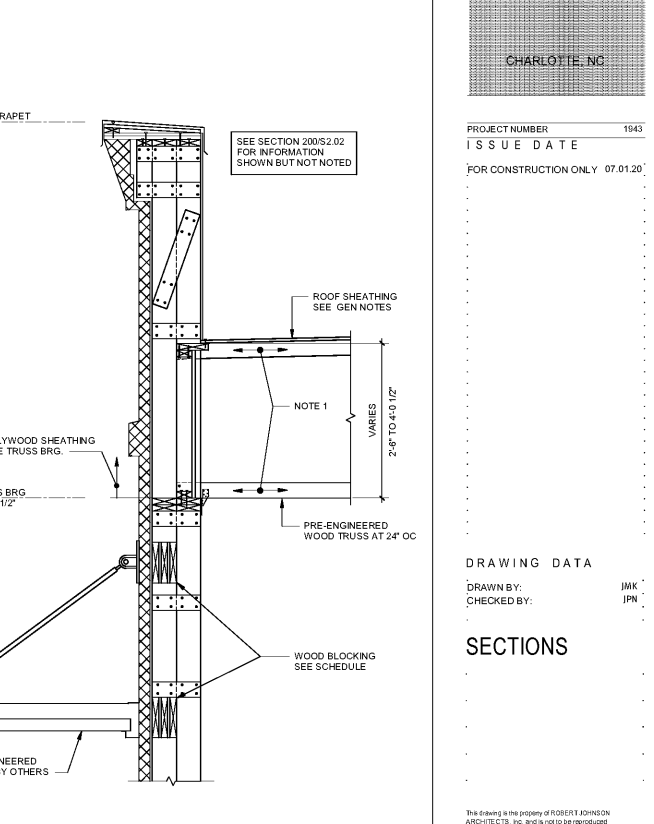 RAPET
SEE SECTION 200/S2.02
FOR INFORMATION
SHOWN BUT NOT NOTED
ROOF SHEATHING
SEE GEN NOTES
NOTE 1
VARIES
2'-6" TO 4'-0 1/2"
LYWOOD SHEATHING
E TRUSS BRG.
S BRG
1/2"
PRE-ENGINEERED
WOOD TRUSS AT 24" OC
WOOD BLOCKING
SEE SCHEDULE
NEERED
BY OTHERS
CHARLOTTE, NC
PROJECT NUMBER 1943
ISSUE DATE
FOR CONSTRUCTION ONLY 07.01.20
DRAWING DATA
DRAWN BY: JMK
CHECKED BY: JPN
SECTIONS
This drawing is the property of ROBERT JOHNSON
ARCHITECTS, Inc. and is not to be reproduced